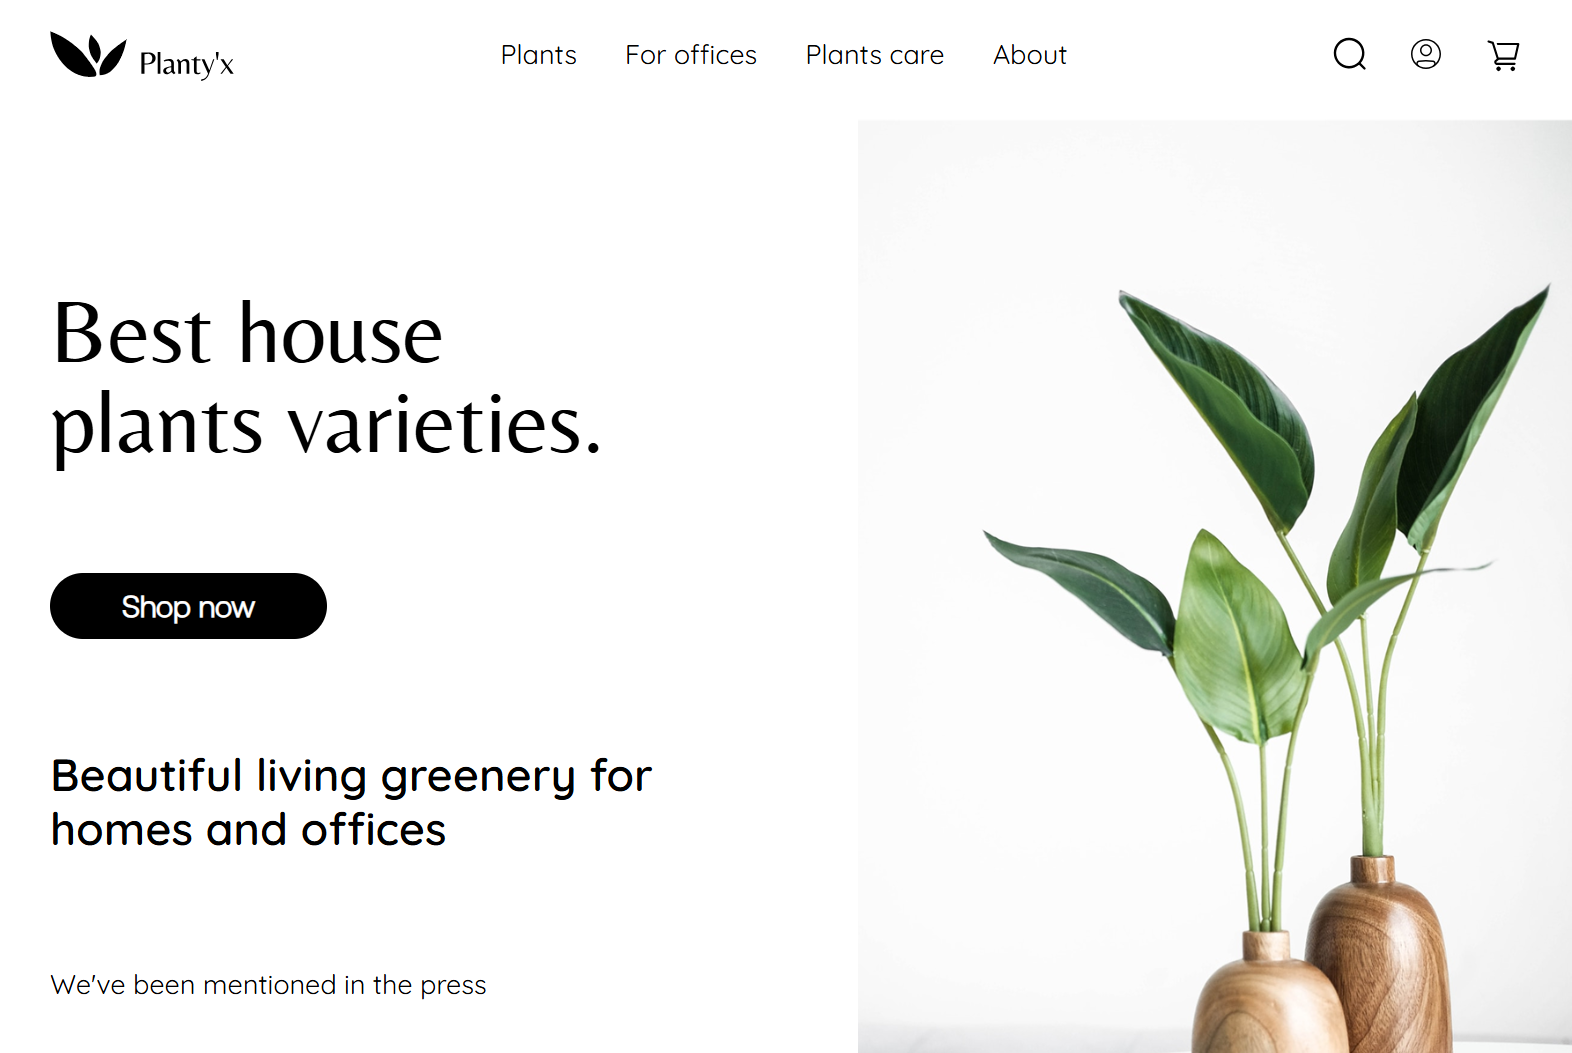 Planty'x
Plants
For offices
Plants care
About
Best house
plants varieties.
Shop now
Beautiful living greenery for
homes and offices
We've been mentioned in the press